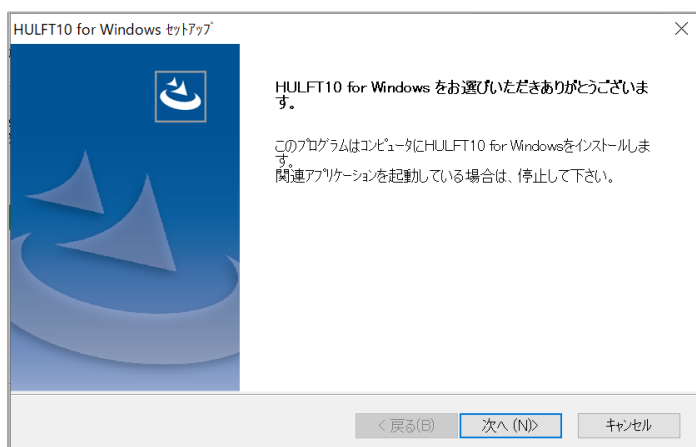 HULFT10 for Windows ｾｯﾄｱｯﾌﾟ
HULFT10 for Windows をお選びいただきありがとうございま
す。
このﾌﾟﾛｸﾞﾗﾑはｺﾝﾋﾟｭｰﾀにHULFT10 for Windowsをｲﾝｽﾄｰﾙしま
す。
関連ｱﾌﾟﾘｹｰｼｮﾝを起動している場合は、停止して下さい。
< 戻る(B)
次へ (N)>
ｷｬﾝｾﾙ